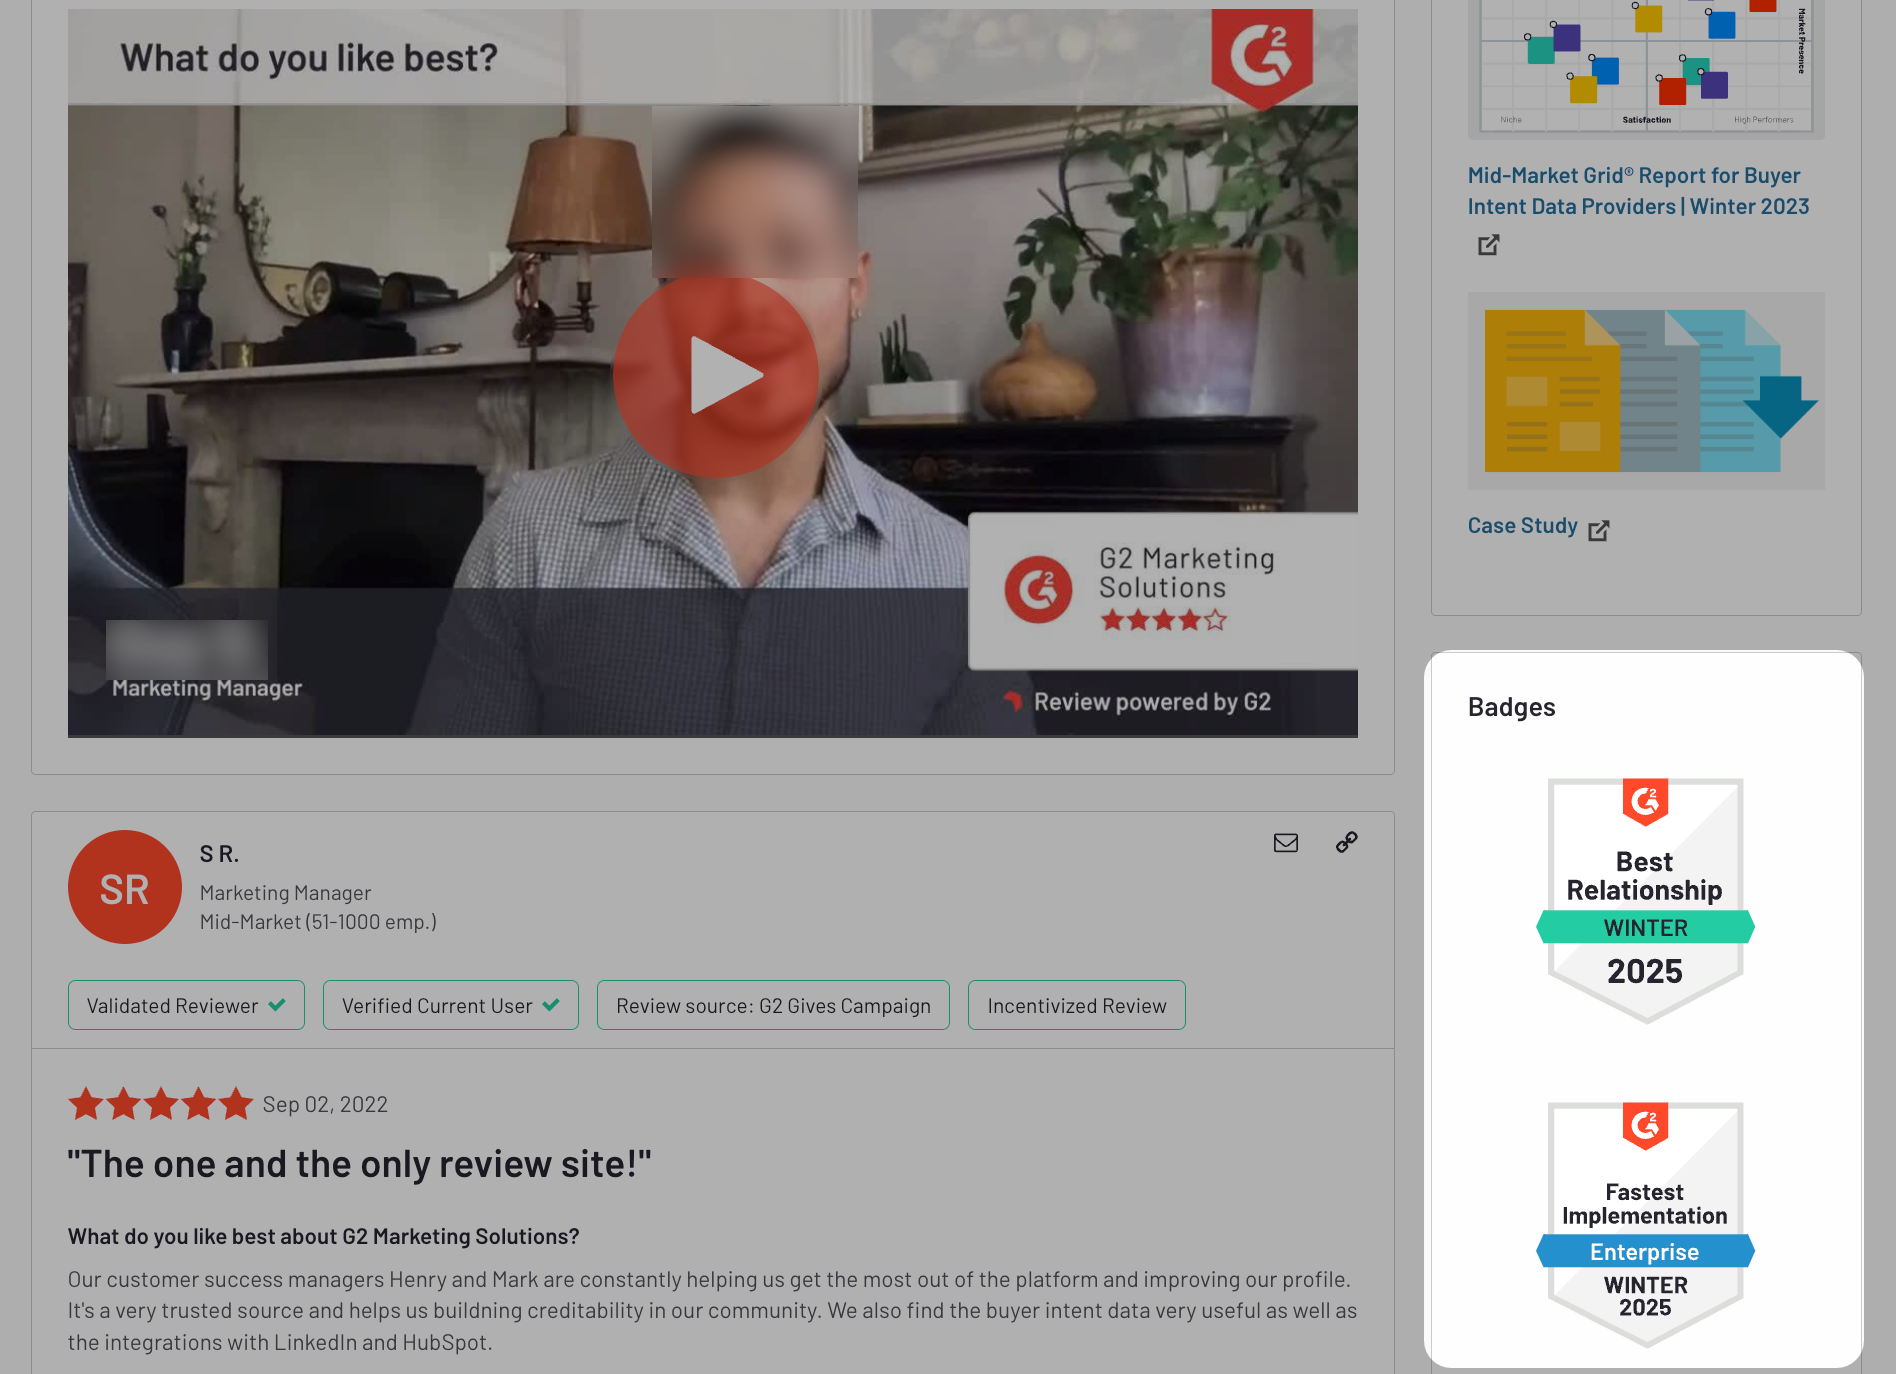 What do you like best?
G2
G2 Marketing
Solutions
Marketing Manager
Review powered by G2
S R.
SR
Marketing Manager
Mid-Market (51-1000 emp.)
Validated Reviewer
Verified Current User
Review source: G2 Gives Campaign
Incentivized Review
Sep 02, 2022
"The one and the only review site!"
What do you like best about G2 Marketing Solutions?
Our customer success managers Henry and Mark are constantly helping us get the most out of the platform and improving our profile.
It's a very trusted source and helps us buildning creditability in our community. We also find the buyer intent data very useful as well as
the integrations with LinkedIn and HubSpot.
Market Presence
Niche
Satisfaction
High Performers
Mid-Market Grid® Report for Buyer
Intent Data Providers | Winter 2023
Case Study
Badges
G2
Best
Relationship
WINTER
2025
G2
Fastest
Implementation
Enterprise
WINTER
2025